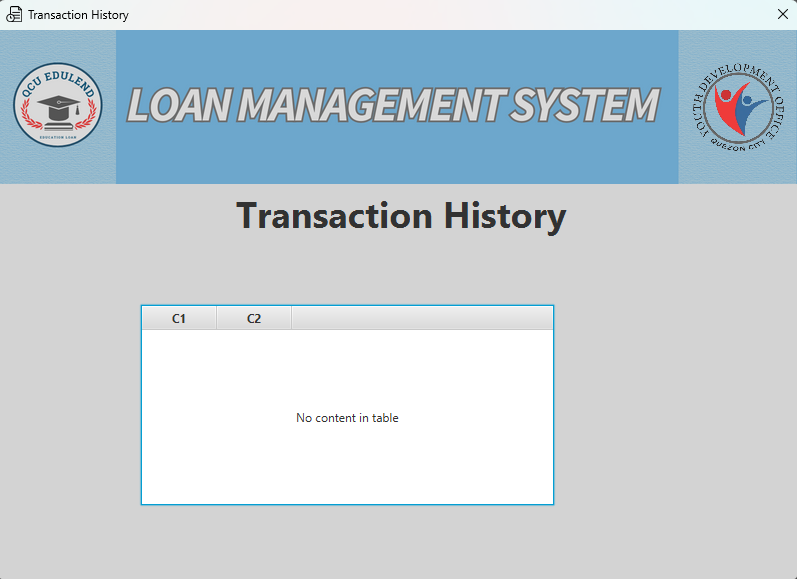 Transaction History
QCU EDULEND
EDUCATION LOAN
LOAN MANAGEMENT SYSTEM
YOUTH DEVELOPMENT OFFICE
QUEZON CITY
Transaction History
C1 C2
No content in table